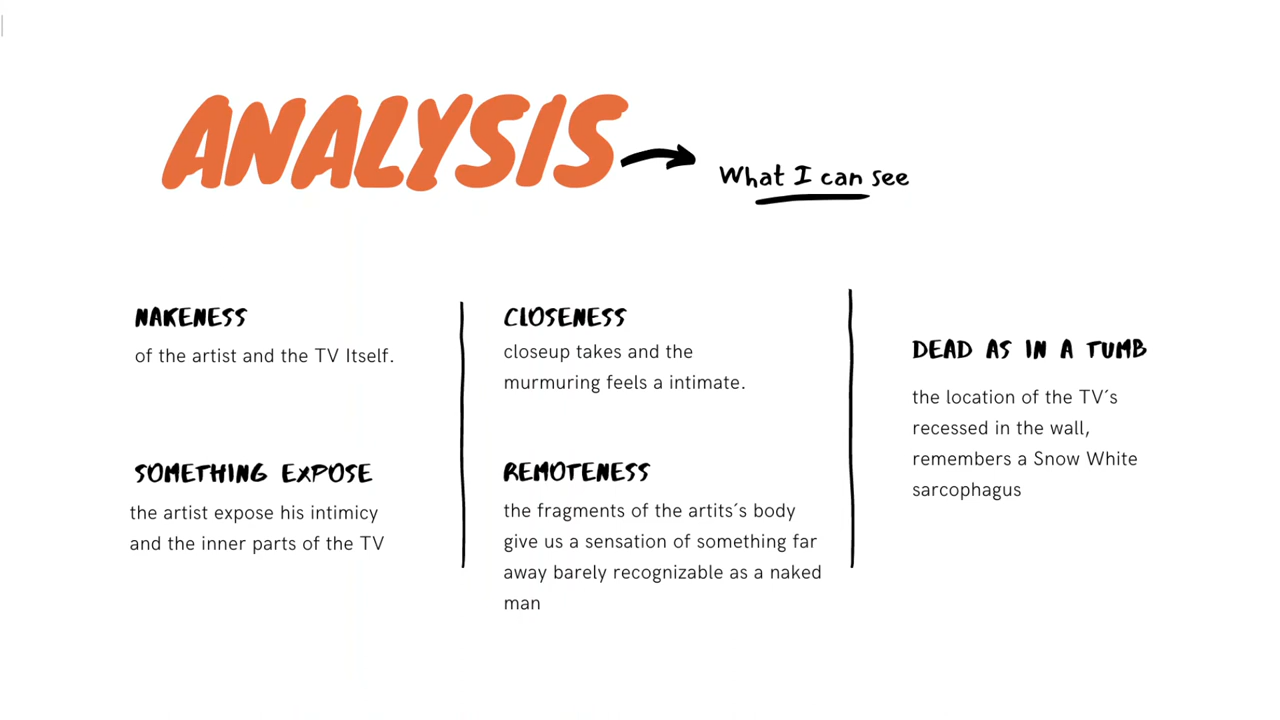 ANALYSIS
What I can see
NAKENESS
of the artist and the TV Itself.
SOMETHING EXPOSE
the artist expose his intimicy
and the inner parts of the TV
CLOSENESS
closeup takes and the
murmuring feels a intimate.
REMOTENESS
the fragments of the artits´s body
give us a sensation of something far
away barely recognizable as a naked
man
DEAD AS IN A TUMB
the location of the TV´s
recessed in the wall,
remembers a Snow White
sarcophagus